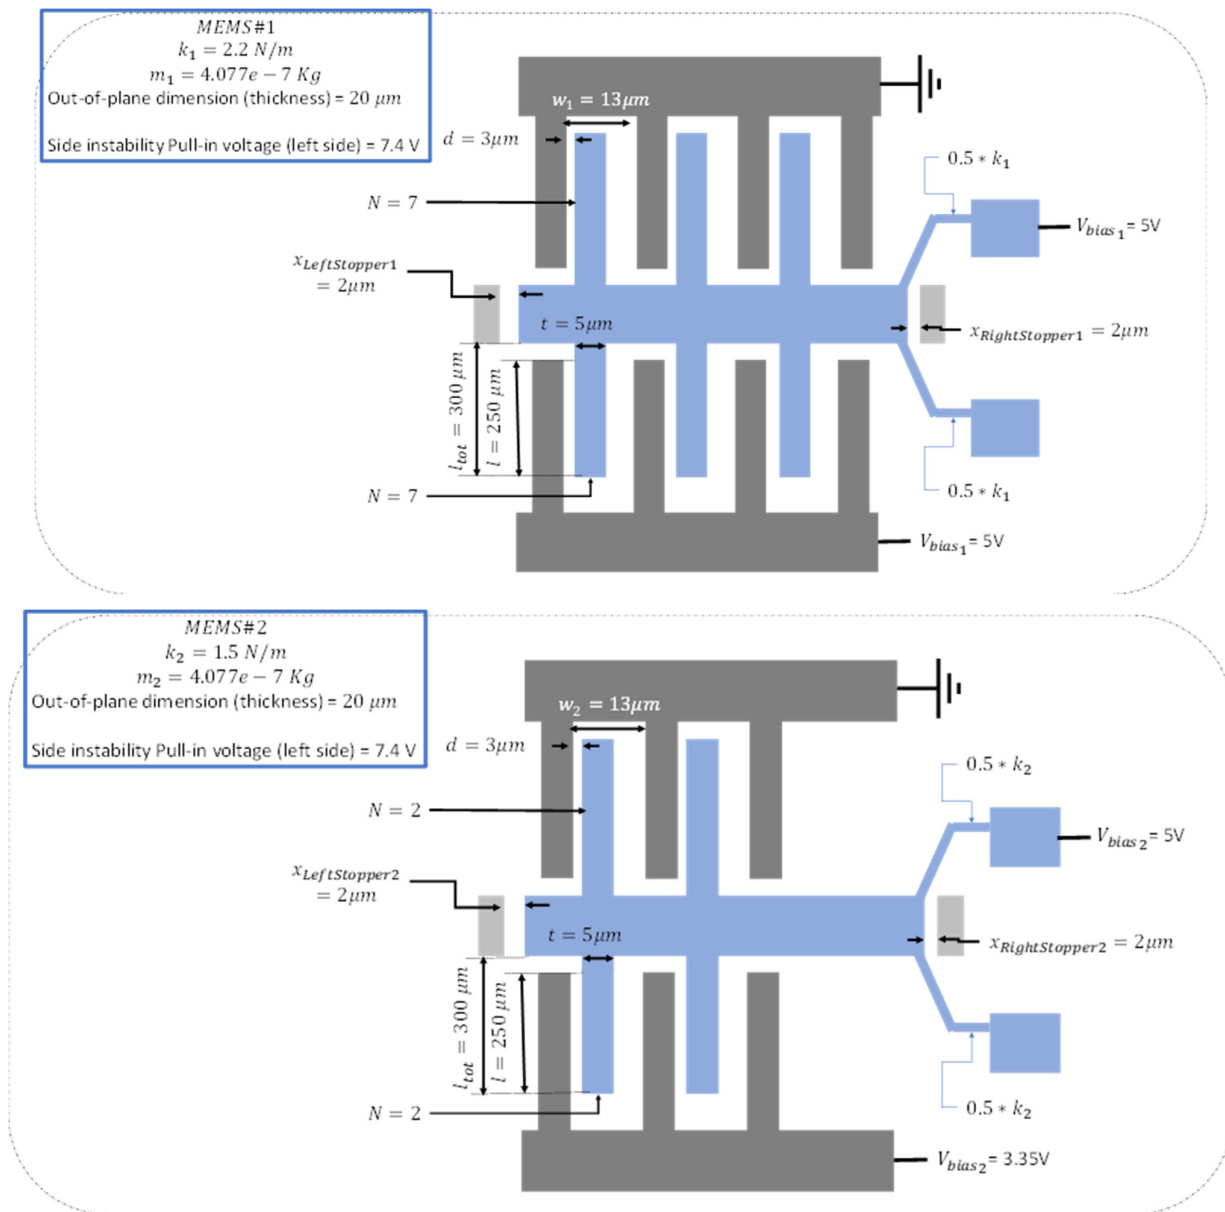 MEMS#1
k₁ = 2.2 N/m
m₁ = 4.077e − 7 Kg
Out-of-plane dimension (thickness) = 20 μm
Side instability Pull-in voltage (left side) = 7.4 V
w₁ = 13μm
d = 3μm
0.5 * k₁
N = 7
V_bias₁ = 5V
x_LeftStopper1
= 2μm
t = 5μm
x_RightStopper1 = 2μm
l_tot = 300 μm
l = 250 μm
N = 7
0.5 * k₁
V_bias₁ = 5V
MEMS#2
k₂ = 1.5 N/m
m₂ = 4.077e − 7 Kg
Out-of-plane dimension (thickness) = 20 μm
Side instability Pull-in voltage (left side) = 7.4 V
w₂ = 13μm
d = 3μm
0.5 * k₂
N = 2
V_bias₂ = 5V
x_LeftStopper2
= 2μm
t = 5μm
x_RightStopper2 = 2μm
l_tot = 300 μm
l = 250 μm
N = 2
0.5 * k₂
V_bias₂ = 3.35V